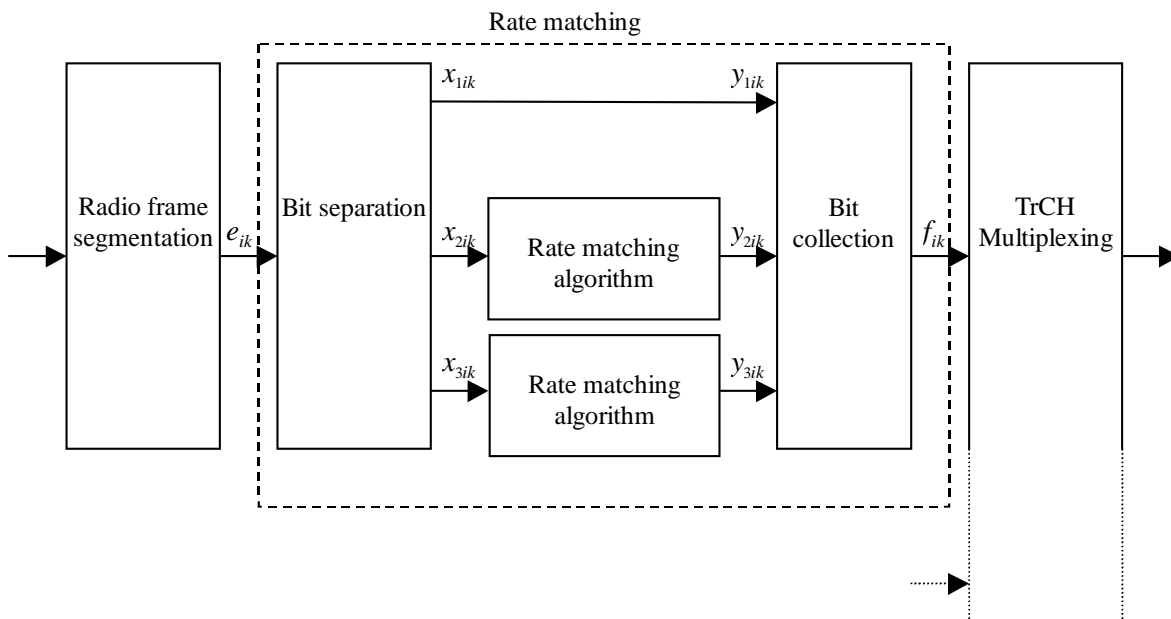 Rate matching
Radio frame
segmentation
e_ik
Bit separation
x_1ik
y_1ik
x_2ik
Rate matching
algorithm
y_2ik
x_3ik
Rate matching
algorithm
y_3ik
Bit
collection
f_ik
TrCH
Multiplexing